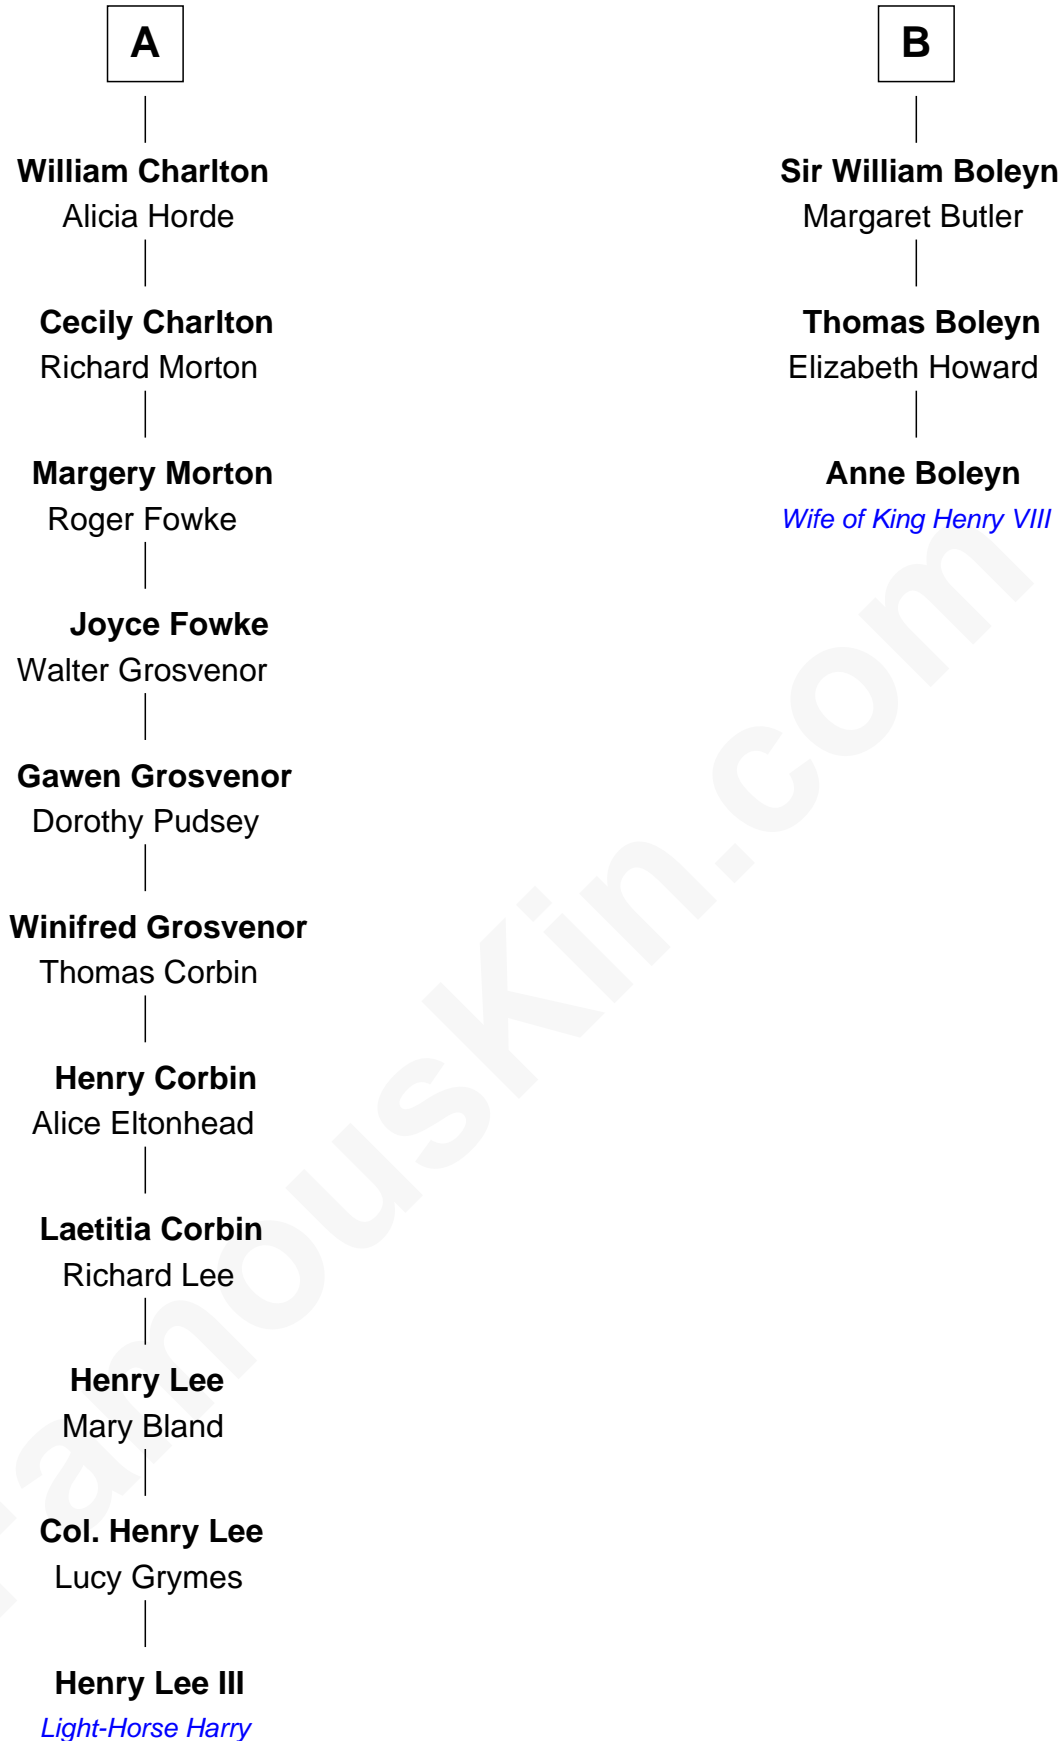 A
William Charlton
Alicia Horde
Cecily Charlton
Richard Morton
Margery Morton
Roger Fowke
Joyce Fowke
Walter Grosvenor
Gawen Grosvenor
Dorothy Pudsey
Winifred Grosvenor
Thomas Corbin
Henry Corbin
Alice Eltonhead
Laetitia Corbin
Richard Lee
Henry Lee
Mary Bland
Col. Henry Lee
Lucy Grymes
Henry Lee III
Light-Horse Harry
B
Sir William Boleyn
Margaret Butler
Thomas Boleyn
Elizabeth Howard
Anne Boleyn
Wife of King Henry VIII
FamousKin.com